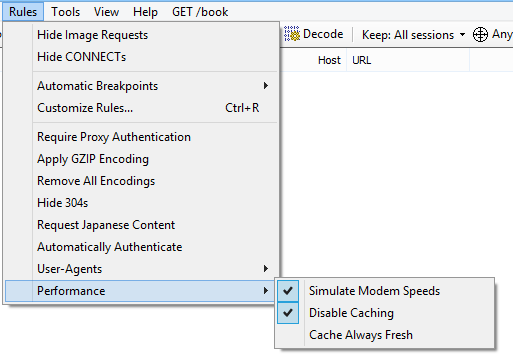 Rules Tools View Help GET /book
Hide Image Requests
Hide CONNECTs
Automatic Breakpoints
Customize Rules... Ctrl+R
Require Proxy Authentication
Apply GZIP Encoding
Remove All Encodings
Hide 304s
Request Japanese Content
Automatically Authenticate
User-Agents
Performance
Simulate Modem Speeds
Disable Caching
Cache Always Fresh
Decode Keep: All sessions Any
Host URL